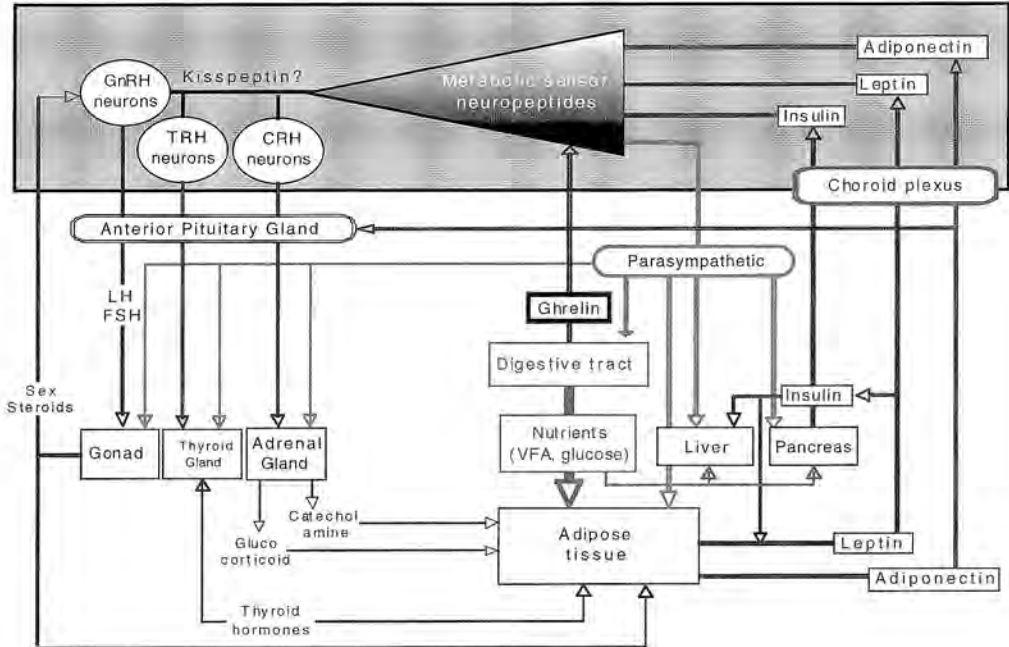 Adiponectin
GnRH
neurons
Kisspeptin?
Metabolic sensor
neuropeptides
Leptin
Insulin
TRH
neurons
CRH
neurons
Choroid plexus
Anterior Pituitary Gland
Parasympathetic
LH
FSH
Ghrelin
Digestive tract
Sex
Steroids
Insulin
Gonad
Thyroid
Gland
Adrenal
Gland
Nutrients
(VFA, glucose)
Liver
Pancreas
Catechol
amine
Gluco
corticoid
Adipose
tissue
Leptin
Adiponectin
Thyroid
hormones